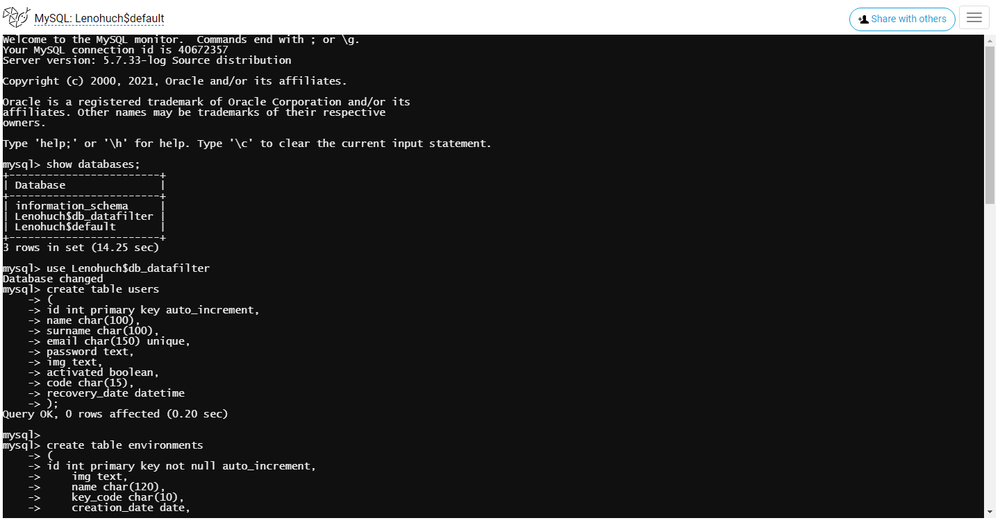 MySQL: Lenohuch$default
Share with others
Welcome to the MySQL monitor.  Commands end with ; or \g.
Your MySQL connection id is 40672357
Server version: 5.7.33-log Source distribution
Copyright (c) 2000, 2021, Oracle and/or its affiliates.
Oracle is a registered trademark of Oracle Corporation and/or its
affiliates. Other names may be trademarks of their respective
owners.
Type 'help;' or '\h' for help. Type '\c' to clear the current input statement.
mysql> show databases;
+------------------------+
| Database               |
+------------------------+
| information_schema     |
| Lenohuch$db_datafilter |
| Lenohuch$default       |
+------------------------+
3 rows in set (14.25 sec)
mysql> use Lenohuch$db_datafilter
Database changed
mysql> create table users
    -> (
    -> id int primary key auto_increment,
    -> name char(100),
    -> surname char(100),
    -> email char(150) unique,
    -> password text,
    -> img text,
    -> activated boolean,
    -> code char(15),
    -> recovery_date datetime
    -> );
Query OK, 0 rows affected (0.20 sec)
mysql>
mysql> create table environments
    -> (
    -> id int primary key not null auto_increment,
    ->     img text,
    ->     name char(120),
    ->     key_code char(10),
    ->     creation_date date,